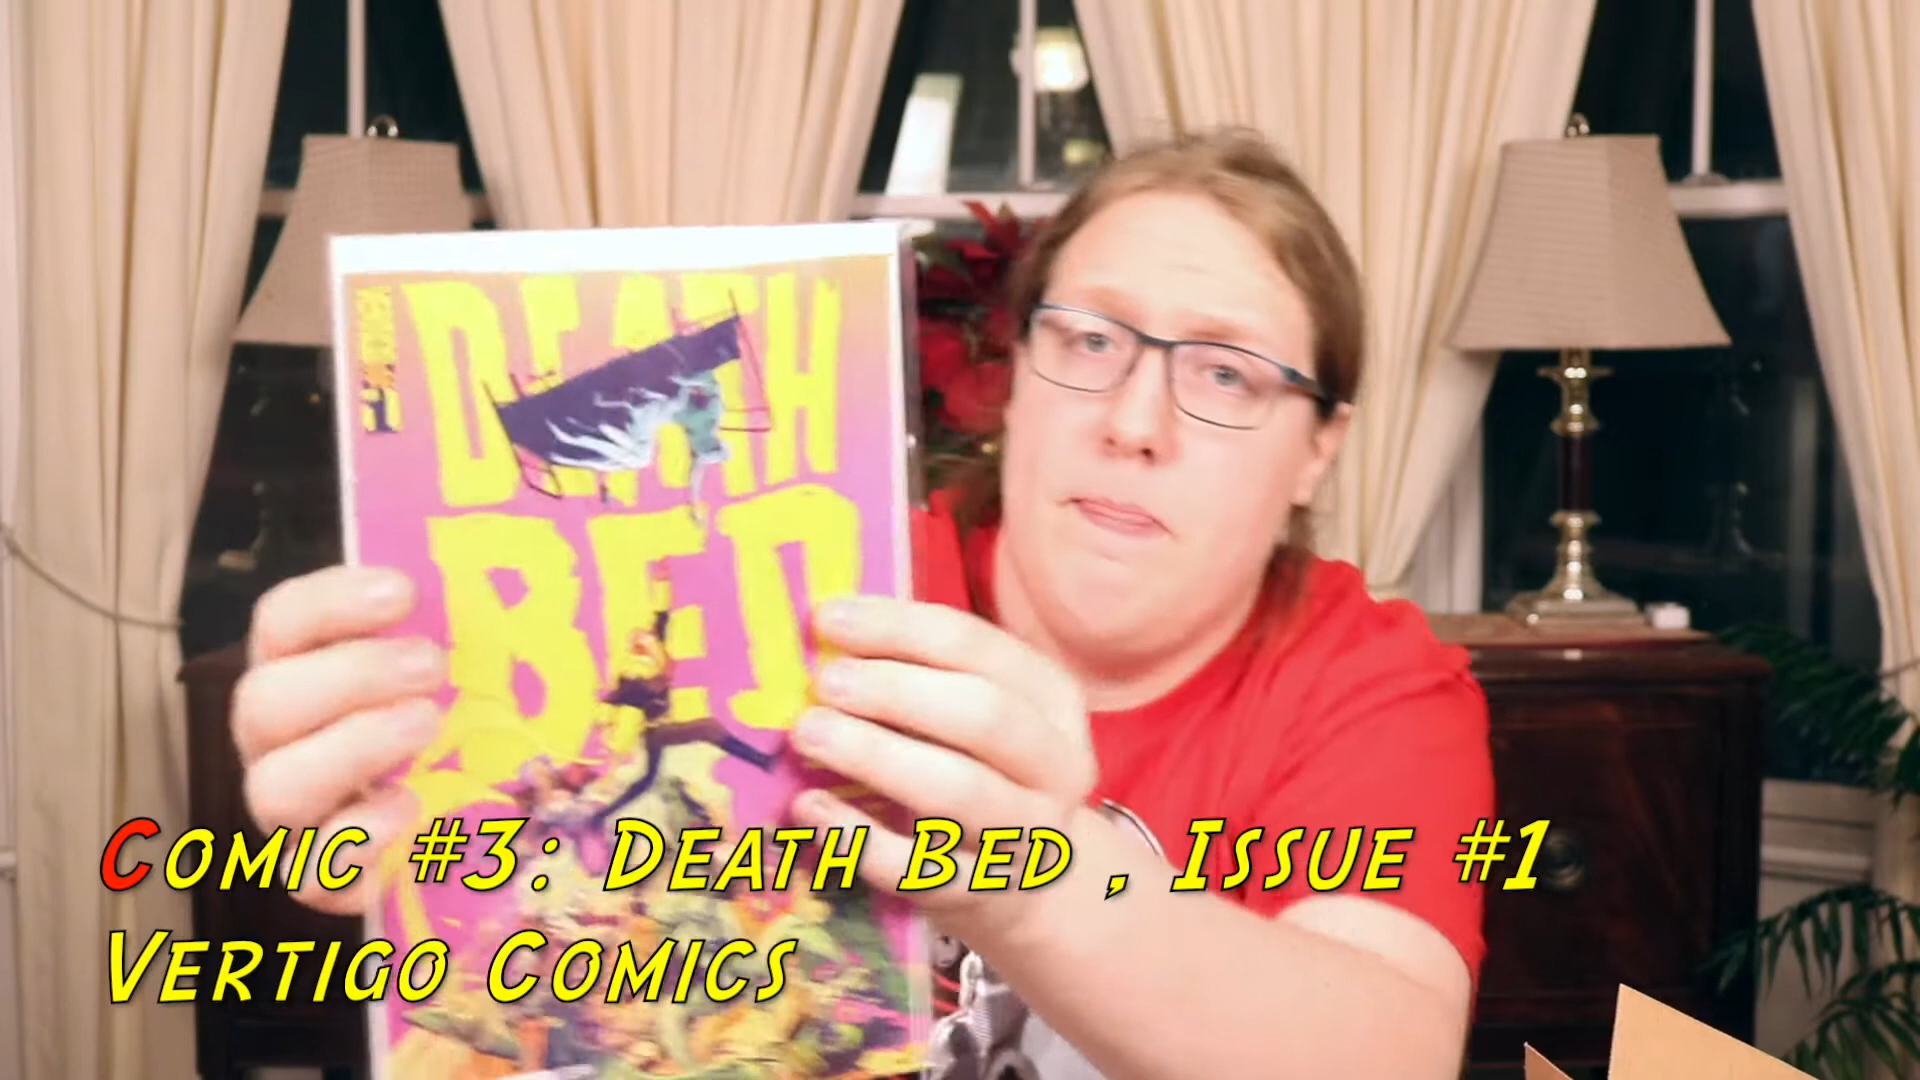 DEATH
BED
COMIC #3: DEATH BED , ISSUE #1
VERTIGO COMICS